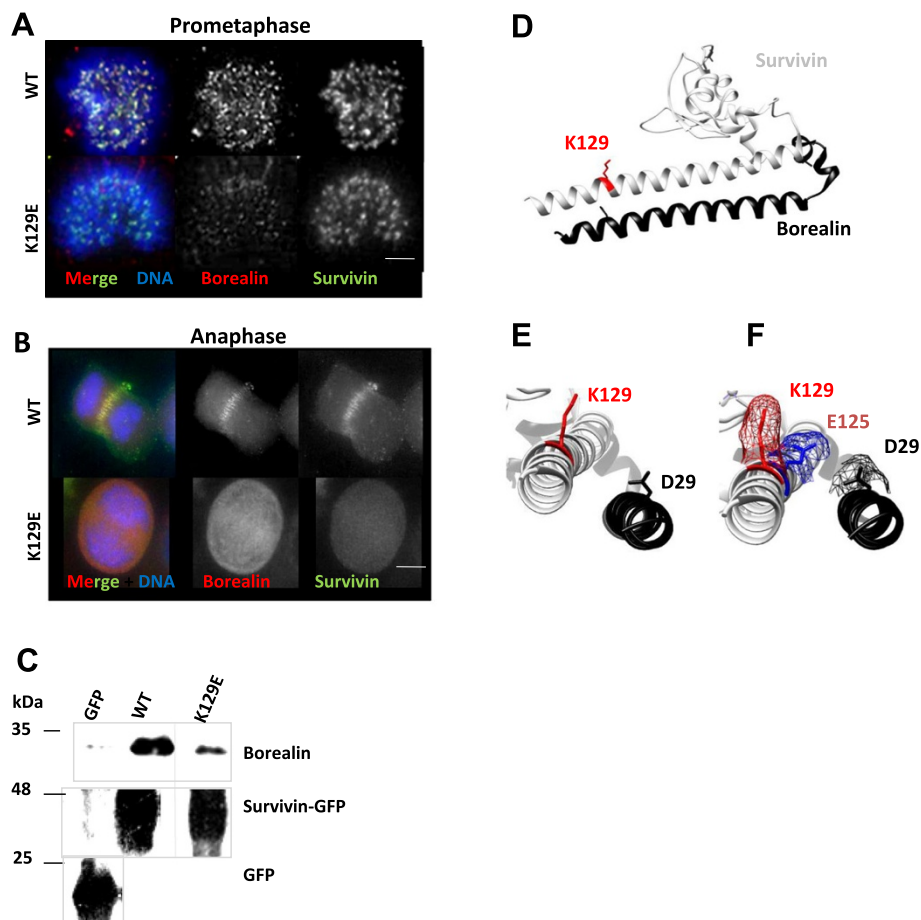 A
Prometaphase
WT
K129E
Merge DNA Borealin Survivin
B
Anaphase
WT
K129E
Merge + DNA Borealin Survivin
C
kDa
GFP WT K129E
35
Borealin
48
Survivin-GFP
25
GFP
D
Survivin
K129
Borealin
E
K129
D29
F
K129
E125
D29